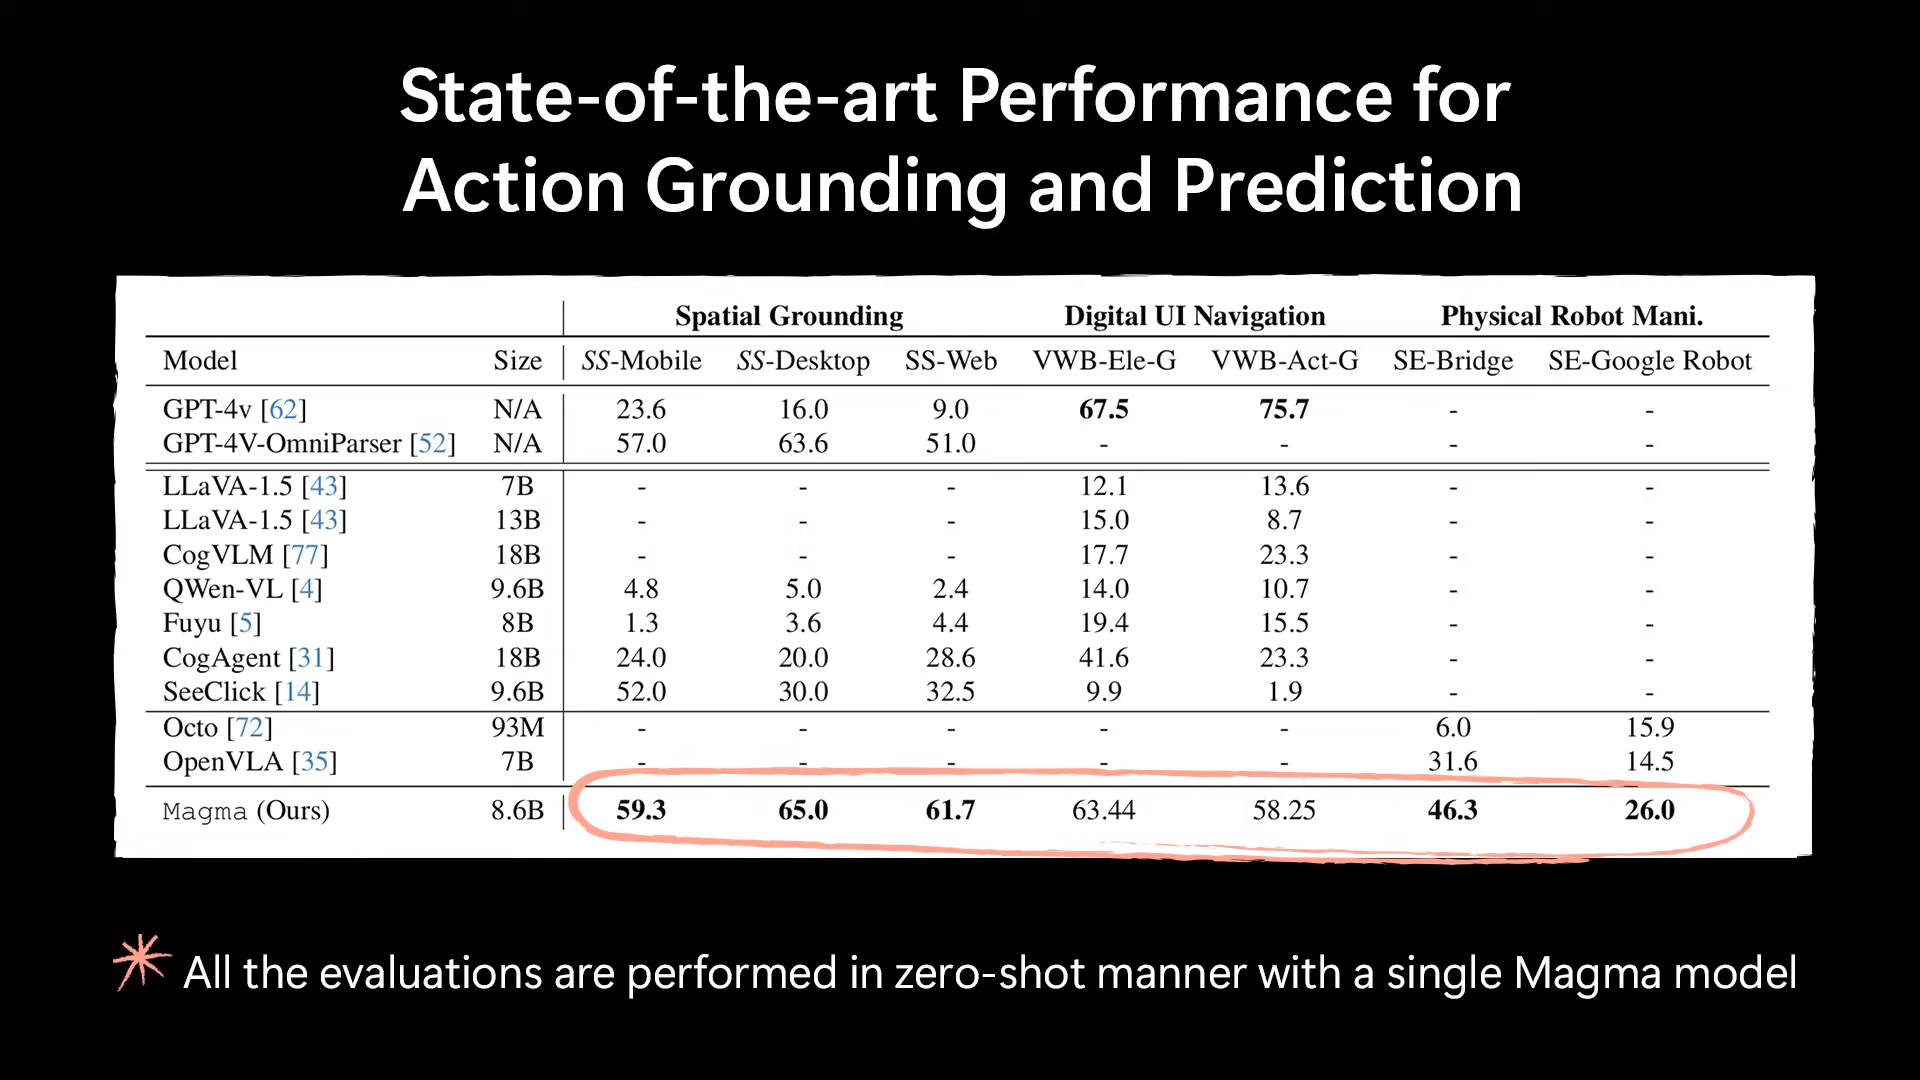 State-of-the-art Performance for
Action Grounding and Prediction
Spatial Grounding Digital UI Navigation Physical Robot Mani.
Model Size SS-Mobile SS-Desktop SS-Web VWB-Ele-G VWB-Act-G SE-Bridge SE-Google Robot
GPT-4v [62] N/A 23.6 16.0 9.0 67.5 75.7 - -
GPT-4V-OmniParser [52] N/A 57.0 63.6 51.0 - - - -
LLaVA-1.5 [43] 7B - - - 12.1 13.6 - -
LLaVA-1.5 [43] 13B - - - 15.0 8.7 - -
CogVLM [77] 18B - - - 17.7 23.3 - -
QWen-VL [4] 9.6B 4.8 5.0 2.4 14.0 10.7 - -
Fuyu [5] 8B 1.3 3.6 4.4 19.4 15.5 - -
CogAgent [31] 18B 24.0 20.0 28.6 41.6 23.3 - -
SeeClick [14] 9.6B 52.0 30.0 32.5 9.9 1.9 - -
Octo [72] 93M - - - - - 6.0 15.9
OpenVLA [35] 7B - - - - - 31.6 14.5
Magma (Ours) 8.6B 59.3 65.0 61.7 63.44 58.25 46.3 26.0
All the evaluations are performed in zero-shot manner with a single Magma model